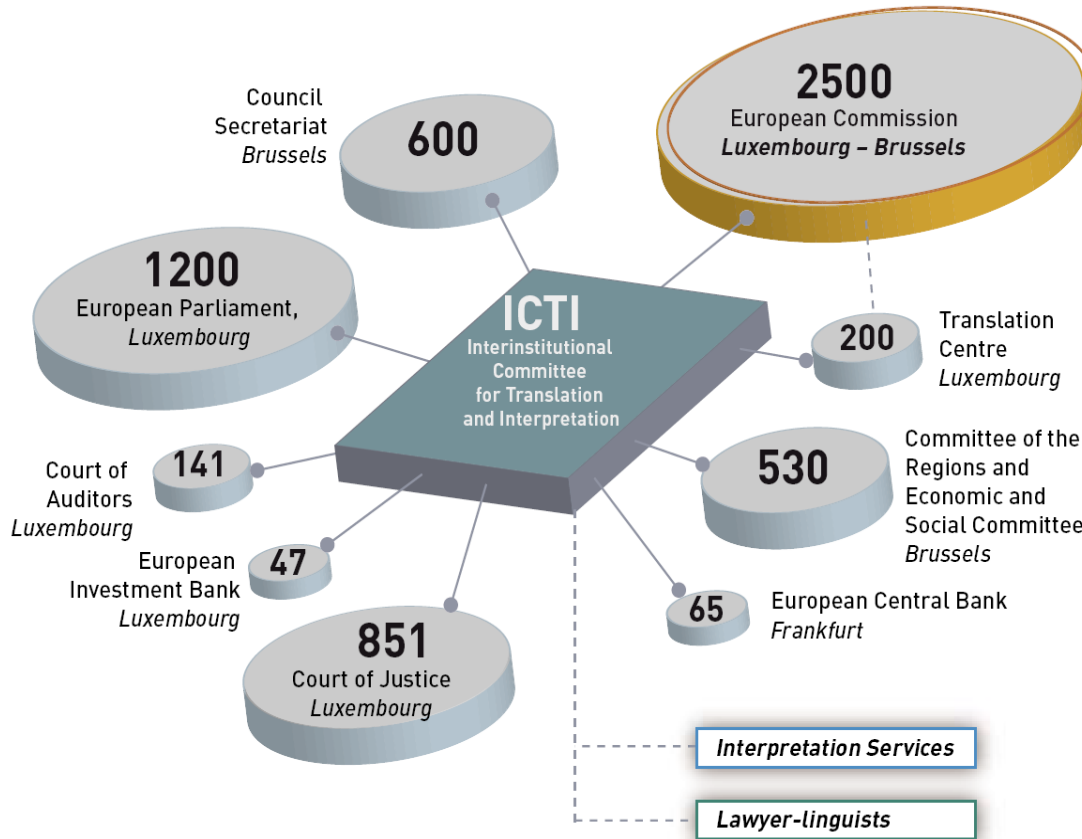 2500
European Commission
Luxembourg – Brussels
Council
Secretariat
Brussels
600
1200
European Parliament,
Luxembourg
ICTI
Interinstitutional
Committee
for Translation
and Interpretation
200
Translation
Centre
Luxembourg
141
Court of
Auditors
Luxembourg
530
Committee of the
Regions and
Economic and
Social Committee
Brussels
47
European
Investment Bank
Luxembourg
65
European Central Bank
Frankfurt
851
Court of Justice
Luxembourg
Interpretation Services
Lawyer-linguists